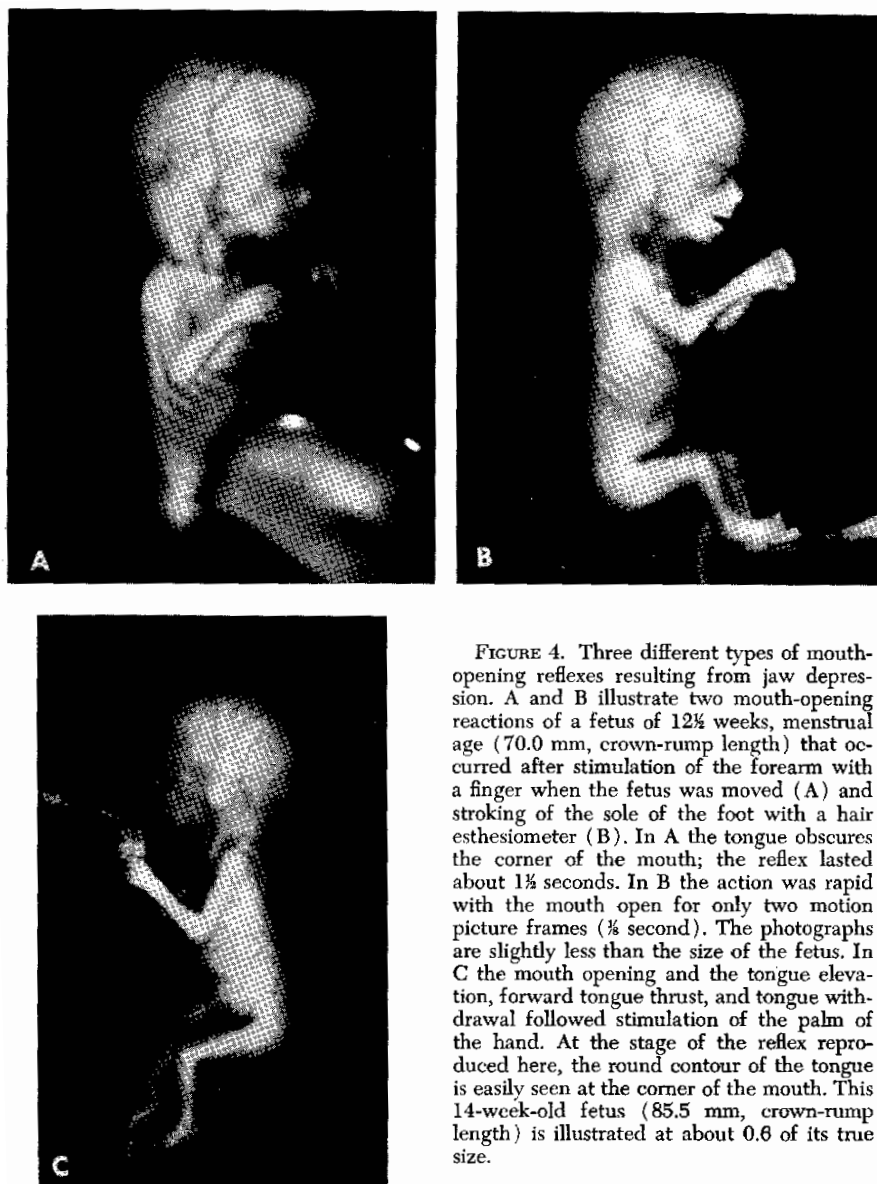 A
B
FIGURE 4. Three different types of mouth-
opening reflexes resulting from jaw depres-
sion. A and B illustrate two mouth-opening
reactions of a fetus of 12½ weeks, menstrual
age (70.0 mm, crown-rump length) that oc-
curred after stimulation of the forearm with
a finger when the fetus was moved (A) and
stroking of the sole of the foot with a hair
esthesiometer (B). In A the tongue obscures
the corner of the mouth; the reflex lasted
about 1½ seconds. In B the action was rapid
with the mouth open for only two motion
picture frames (⅛ second). The photographs
are slightly less than the size of the fetus. In
C the mouth opening and the tongue eleva-
tion, forward tongue thrust, and tongue with-
drawal followed stimulation of the palm of
the hand. At the stage of the reflex repro-
duced here, the round contour of the tongue
is easily seen at the corner of the mouth. This
14-week-old fetus (85.5 mm, crown-rump
length) is illustrated at about 0.6 of its true
size.
C